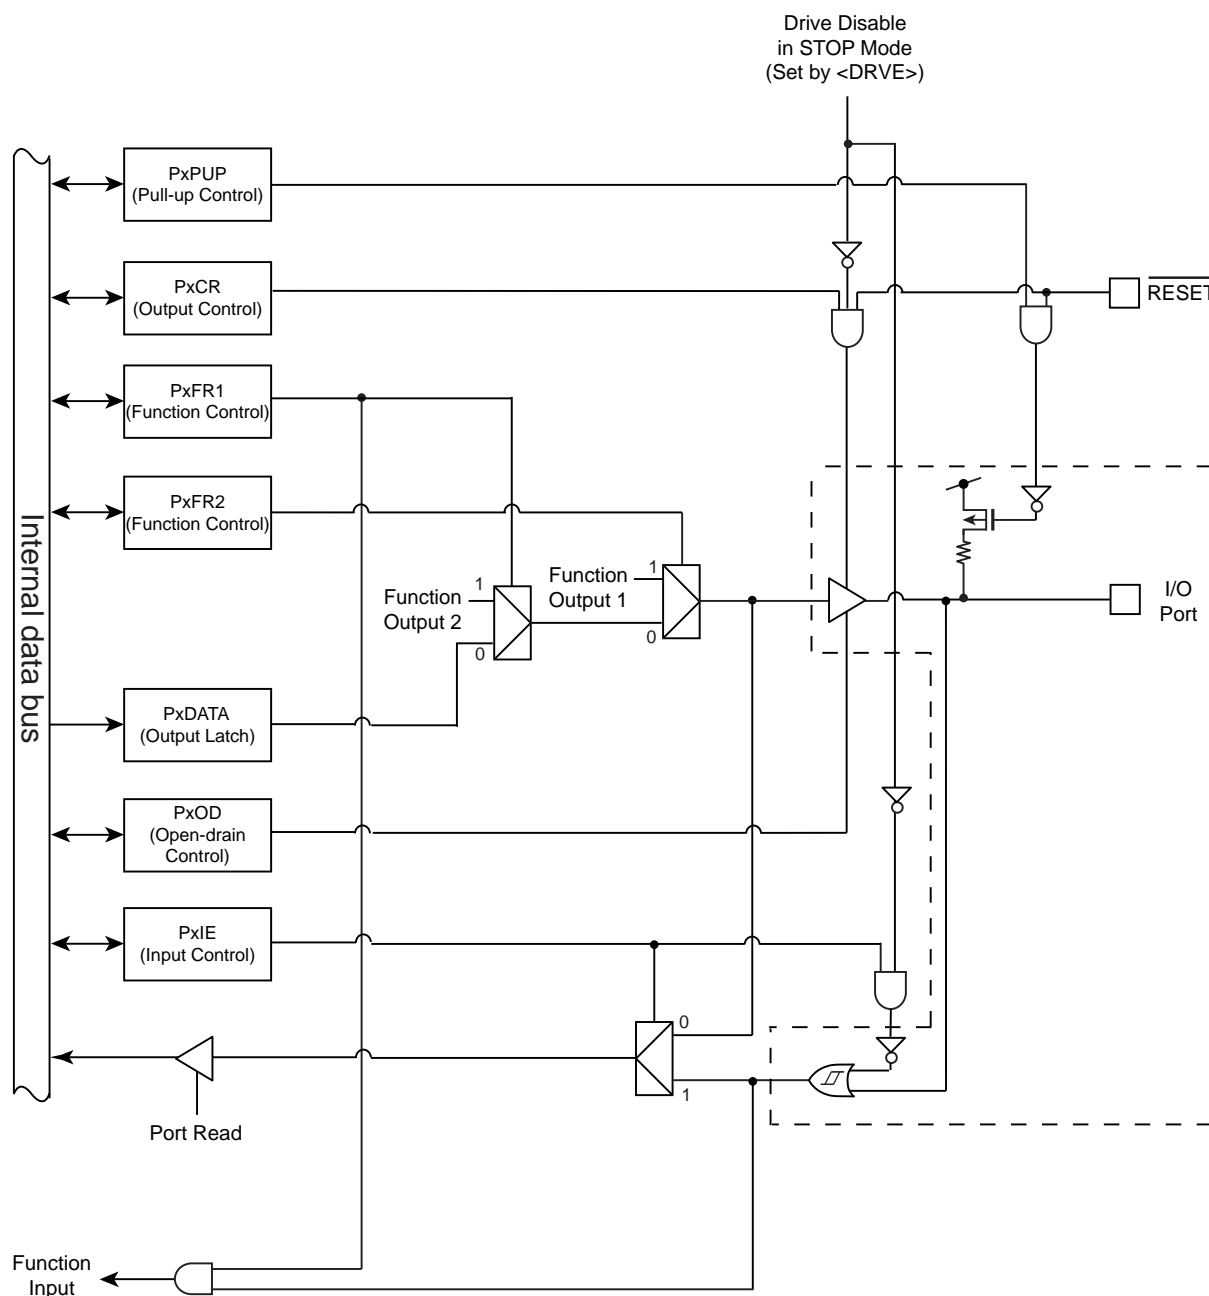 Drive Disable
in STOP Mode
(Set by <DRVE>)
PxPUP
(Pull-up Control)
PxCR
(Output Control)
RESET
PxFR1
(Function Control)
PxFR2
(Function Control)
Internal data bus
1
Function
Output 2
0
1
Function
Output 1
0
I/O
Port
PxDATA
(Output Latch)
PxOD
(Open-drain
Control)
PxIE
(Input Control)
0
1
Port Read
Function
Input